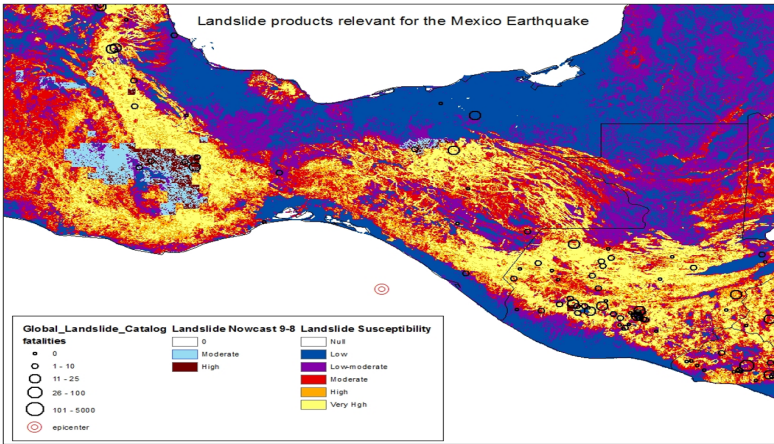 Landslide products relevant for the Mexico Earthquake
Global_Landslide_Catalog
fatalities
0
1 - 10
11 - 25
26 - 100
101 - 5000
epicenter
Landslide Nowcast 9-8
0
Moderate
High
Landslide Susceptibility
Null
Low
Low-moderate
Moderate
High
Very Hgh